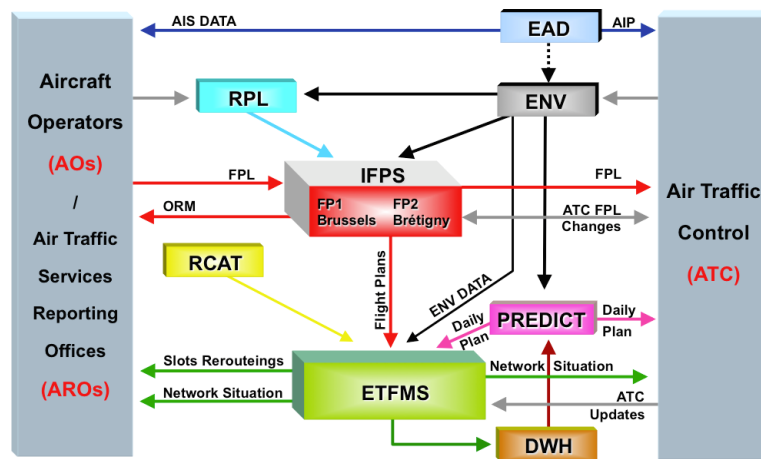 AIS DATA
EAD
AIP
Aircraft
Operators
(AOs)
/
Air Traffic
Services
Reporting
Offices
(AROs)
RPL
ENV
IFPS
FPL
FP1
Brussels
FP2
Brétigny
FPL
ORM
ATC FPL
Changes
Air Traffic
Control
(ATC)
RCAT
Flight Plans
ENV DATA
PREDICT
Daily
Plan
Daily
Plan
Slots Rerouteings
Network Situation
ETFMS
Network Situation
ATC
Updates
DWH